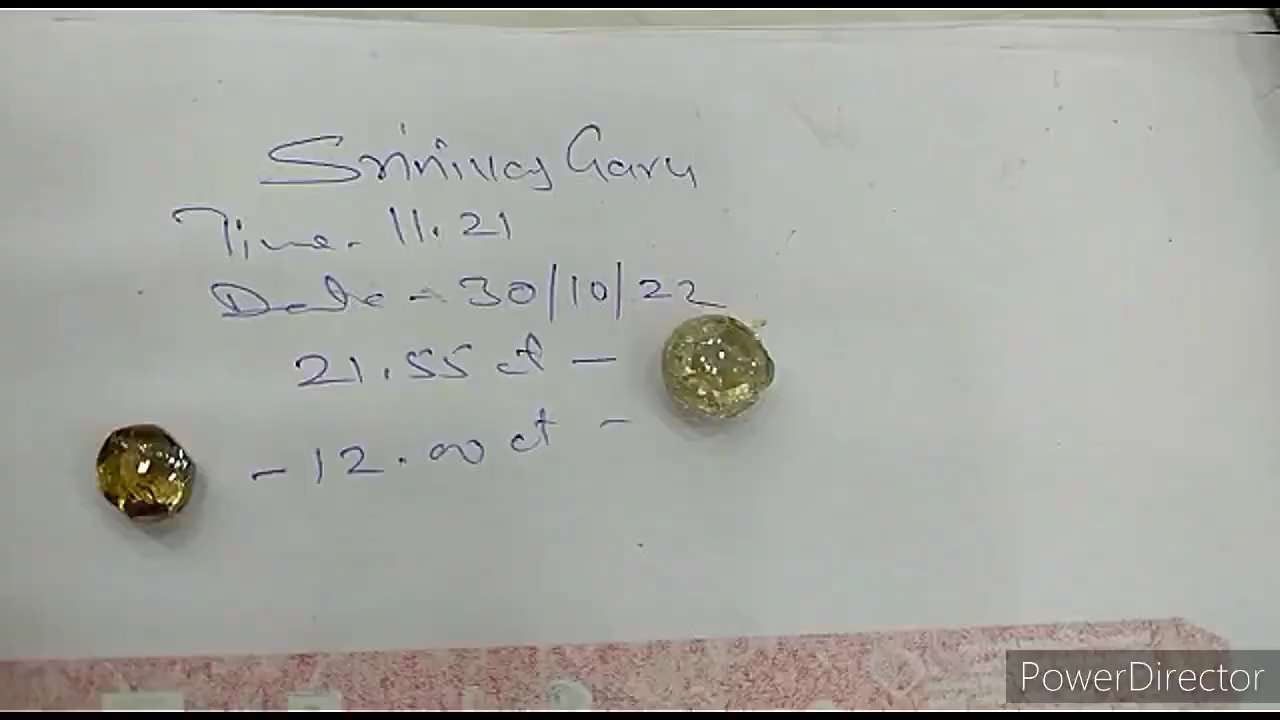 Srinivas Garu
Time - 11.21
Date - 30/10/22
21.55 ct -
- 12.00 ct -
PowerDirector